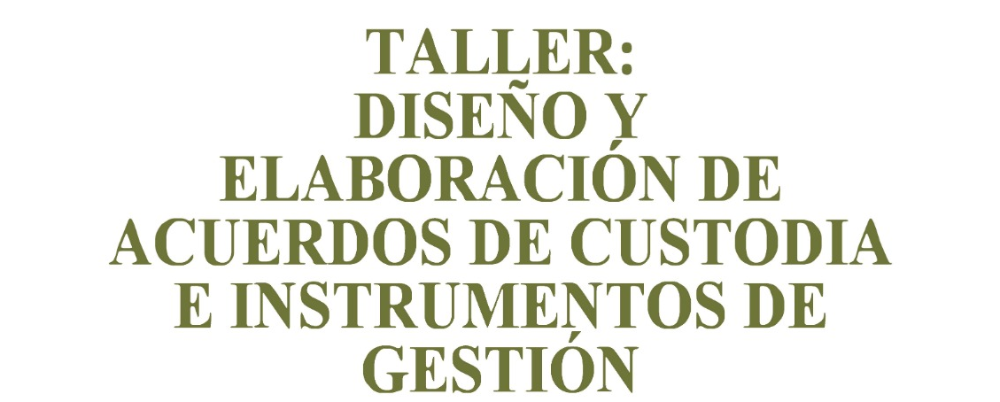 TALLER:
DISEÑO Y
ELABORACIÓN DE
ACUERDOS DE CUSTODIA
E INSTRUMENTOS DE
GESTIÓN